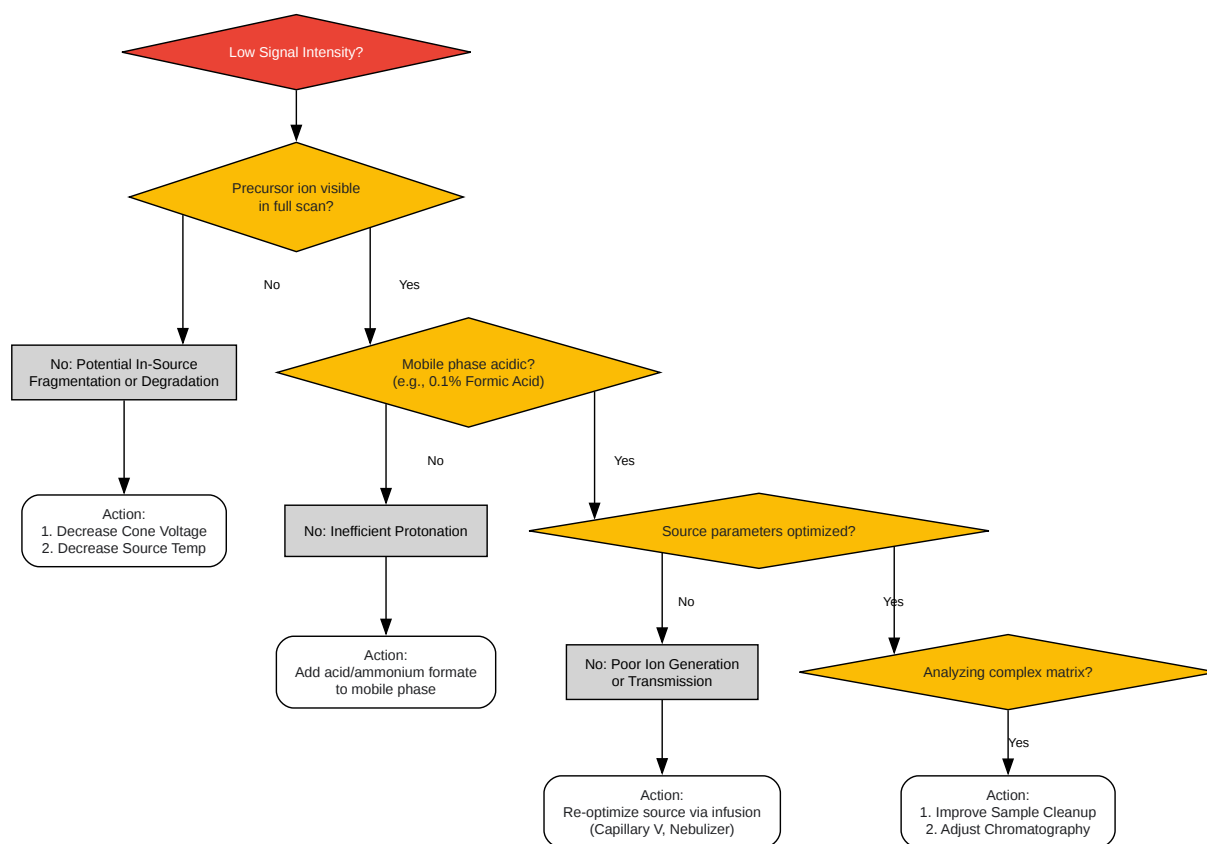 Low Signal Intensity?
Precursor ion visible
in full scan?
No
Yes
No: Potential In-Source
Fragmentation or Degradation
Mobile phase acidic?
(e.g., 0.1% Formic Acid)
No
Yes
Action:
1. Decrease Cone Voltage
2. Decrease Source Temp
No: Inefficient Protonation
Source parameters optimized?
No
Yes
Action:
Add acid/ammonium formate
to mobile phase
No: Poor Ion Generation
or Transmission
Analyzing complex matrix?
Yes
Action:
Re-optimize source via infusion
(Capillary V, Nebulizer)
Action:
1. Improve Sample Cleanup
2. Adjust Chromatography